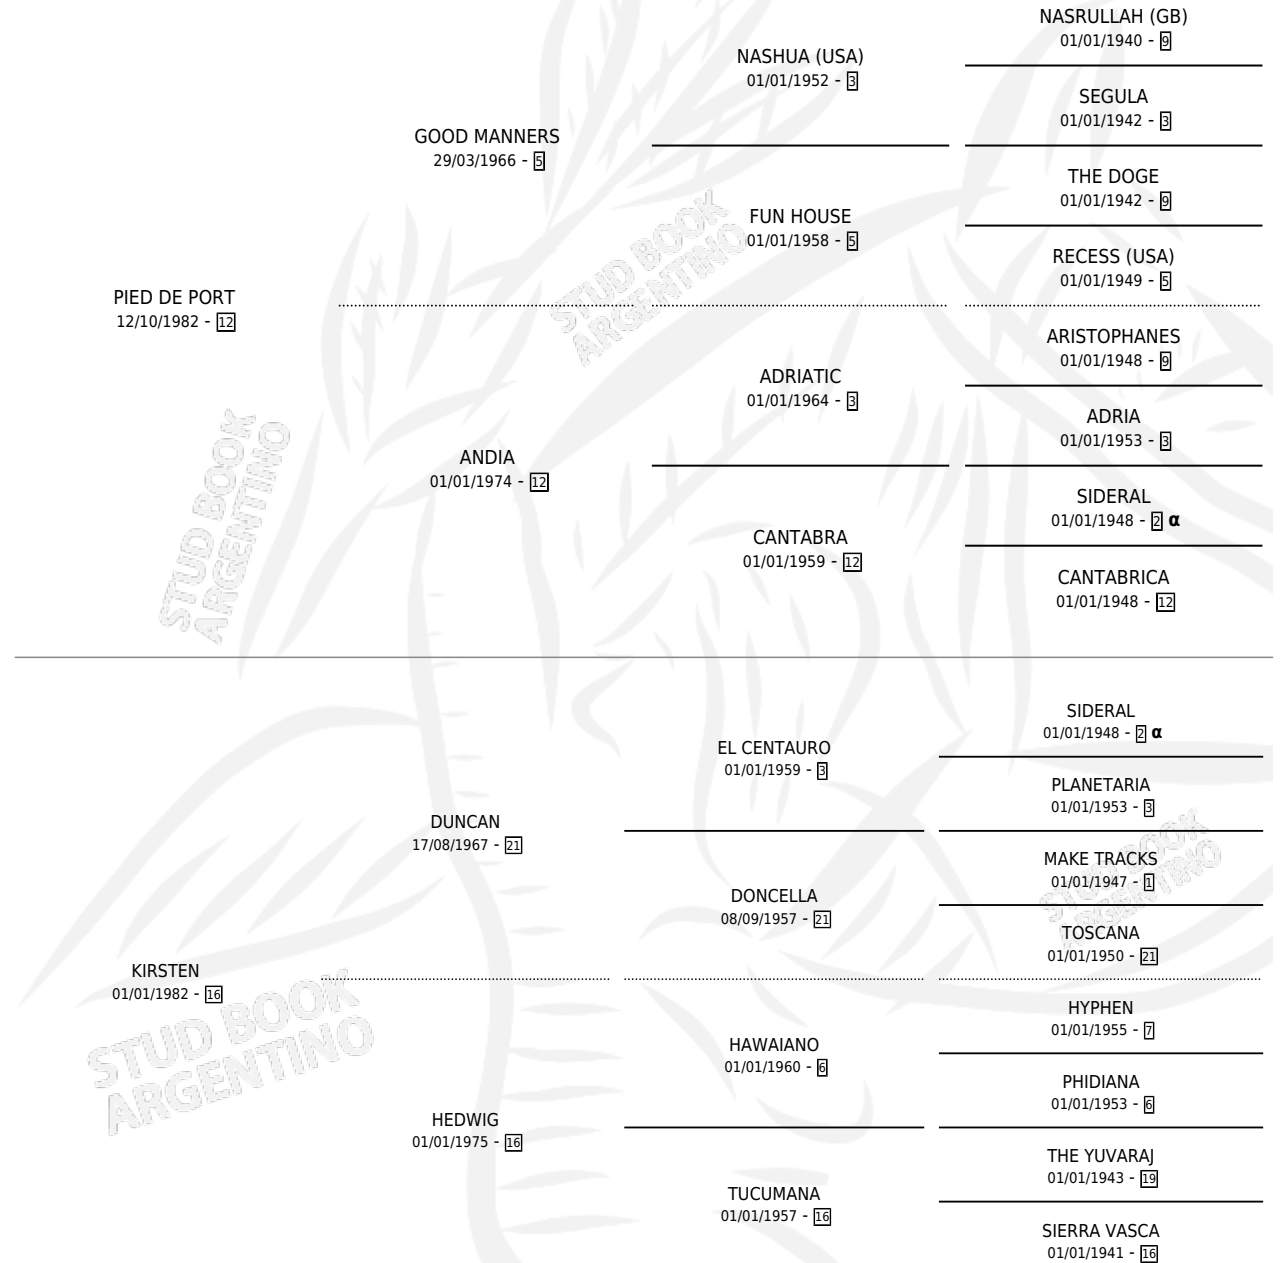 NASRULLAH (GB)
01/01/1940 - 9
NASHUA (USA)
01/01/1952 - 3
SEGULA
01/01/1942 - 3
GOOD MANNERS
29/03/1966 - 5
THE DOGE
01/01/1942 - 9
FUN HOUSE
01/01/1958 - 5
RECESS (USA)
01/01/1949 - 5
PIED DE PORT
12/10/1982 - 12
ARISTOPHANES
01/01/1948 - 9
ADRIATIC
01/01/1964 - 3
ADRIA
01/01/1953 - 3
ANDIA
01/01/1974 - 12
SIDERAL
01/01/1948 - 2 α
CANTABRA
01/01/1959 - 12
CANTABRICA
01/01/1948 - 12
STUD BOOK
ARGENTINO
STUD BOOK
ARGENTINO
SIDERAL
01/01/1948 - 2 α
EL CENTAURO
01/01/1959 - 3
PLANETARIA
01/01/1953 - 3
DUNCAN
17/08/1967 - 21
MAKE TRACKS
01/01/1947 - 1
DONCELLA
08/09/1957 - 21
TOSCANA
01/01/1950 - 21
KIRSTEN
01/01/1982 - 16
HYPHEN
01/01/1955 - 7
HAWAIANO
01/01/1960 - 6
PHIDIANA
01/01/1953 - 6
HEDWIG
01/01/1975 - 16
THE YUVARAJ
01/01/1943 - 19
TUCUMANA
01/01/1957 - 16
SIERRA VASCA
01/01/1941 - 16
STUD BOOK
ARGENTINO
STUD BOOK
ARGENTINO